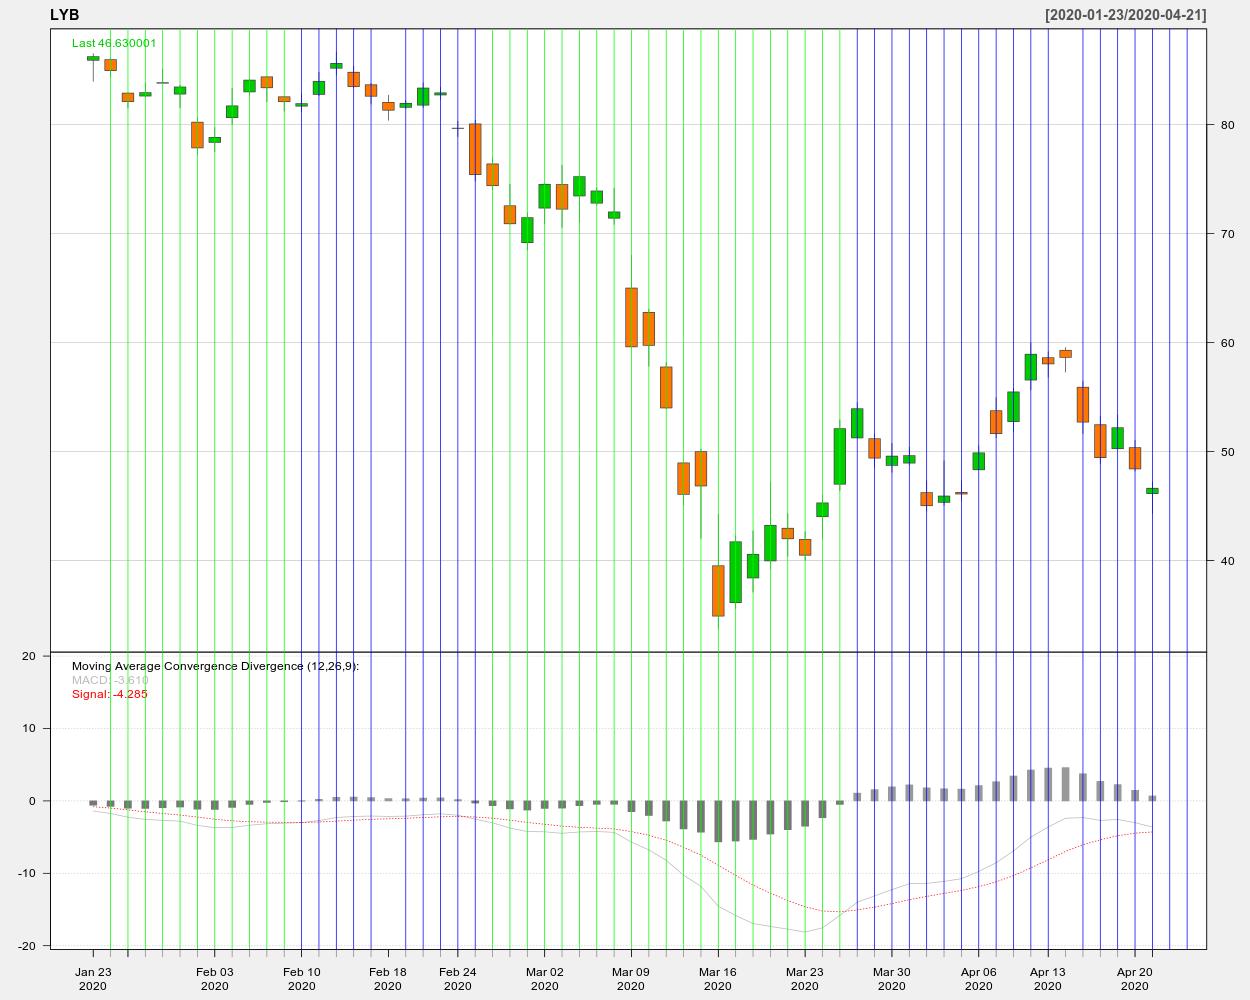 LYB
[2020-01-23/2020-04-21]
Last 46.630001
80
70
60
50
40
20
Moving Average Convergence Divergence (12,26,9):
MACD: -3.610
Signal: -4.285
10
0
-10
-20
Jan 23 Feb 03 Feb 10 Feb 18 Feb 24 Mar 02 Mar 09 Mar 16 Mar 23 Mar 30 Apr 06 Apr 13 Apr 20
2020 2020 2020 2020 2020 2020 2020 2020 2020 2020 2020 2020 2020